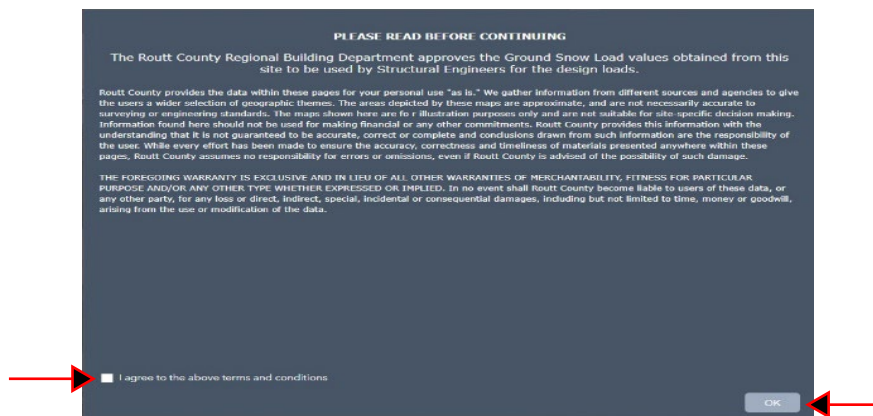 PLEASE READ BEFORE CONTINUING
The Routt County Regional Building Department approves the Ground Snow Load values obtained from this
site to be used by Structural Engineers for the design loads.
Routt County provides the data within these pages for your personal use "as is." We gather information from different sources and agencies to give
the users a wider selection of geographic themes. The areas depicted by these maps are approximate, and are not necessarily accurate to
surveying or engineering standards. The maps shown here are fo r illustration purposes only and are not suitable for site-specific decision making.
Information found here should not be used for making financial or any other commitments. Routt County provides this information with the
understanding that it is not guaranteed to be accurate, correct or complete and conclusions drawn from such information are the responsibility of
the user. While every effort has been made to ensure the accuracy, correctness and timeliness of materials presented anywhere within these
pages, Routt County assumes no responsibility for errors or omissions, even if Routt County is advised of the possibility of such damage.
THE FOREGOING WARRANTY IS EXCLUSIVE AND IN LIEU OF ALL OTHER WARRANTIES OF MERCHANTABILITY, FITNESS FOR PARTICULAR
PURPOSE AND/OR ANY OTHER TYPE WHETHER EXPRESSED OR IMPLIED. In no event shall Routt County become liable to users of these data, or
any other party, for any loss or direct, indirect, special, incidental or consequential damages, including but not limited to time, money or goodwill,
arising from the use or modification of the data.
I agree to the above terms and conditions
OK